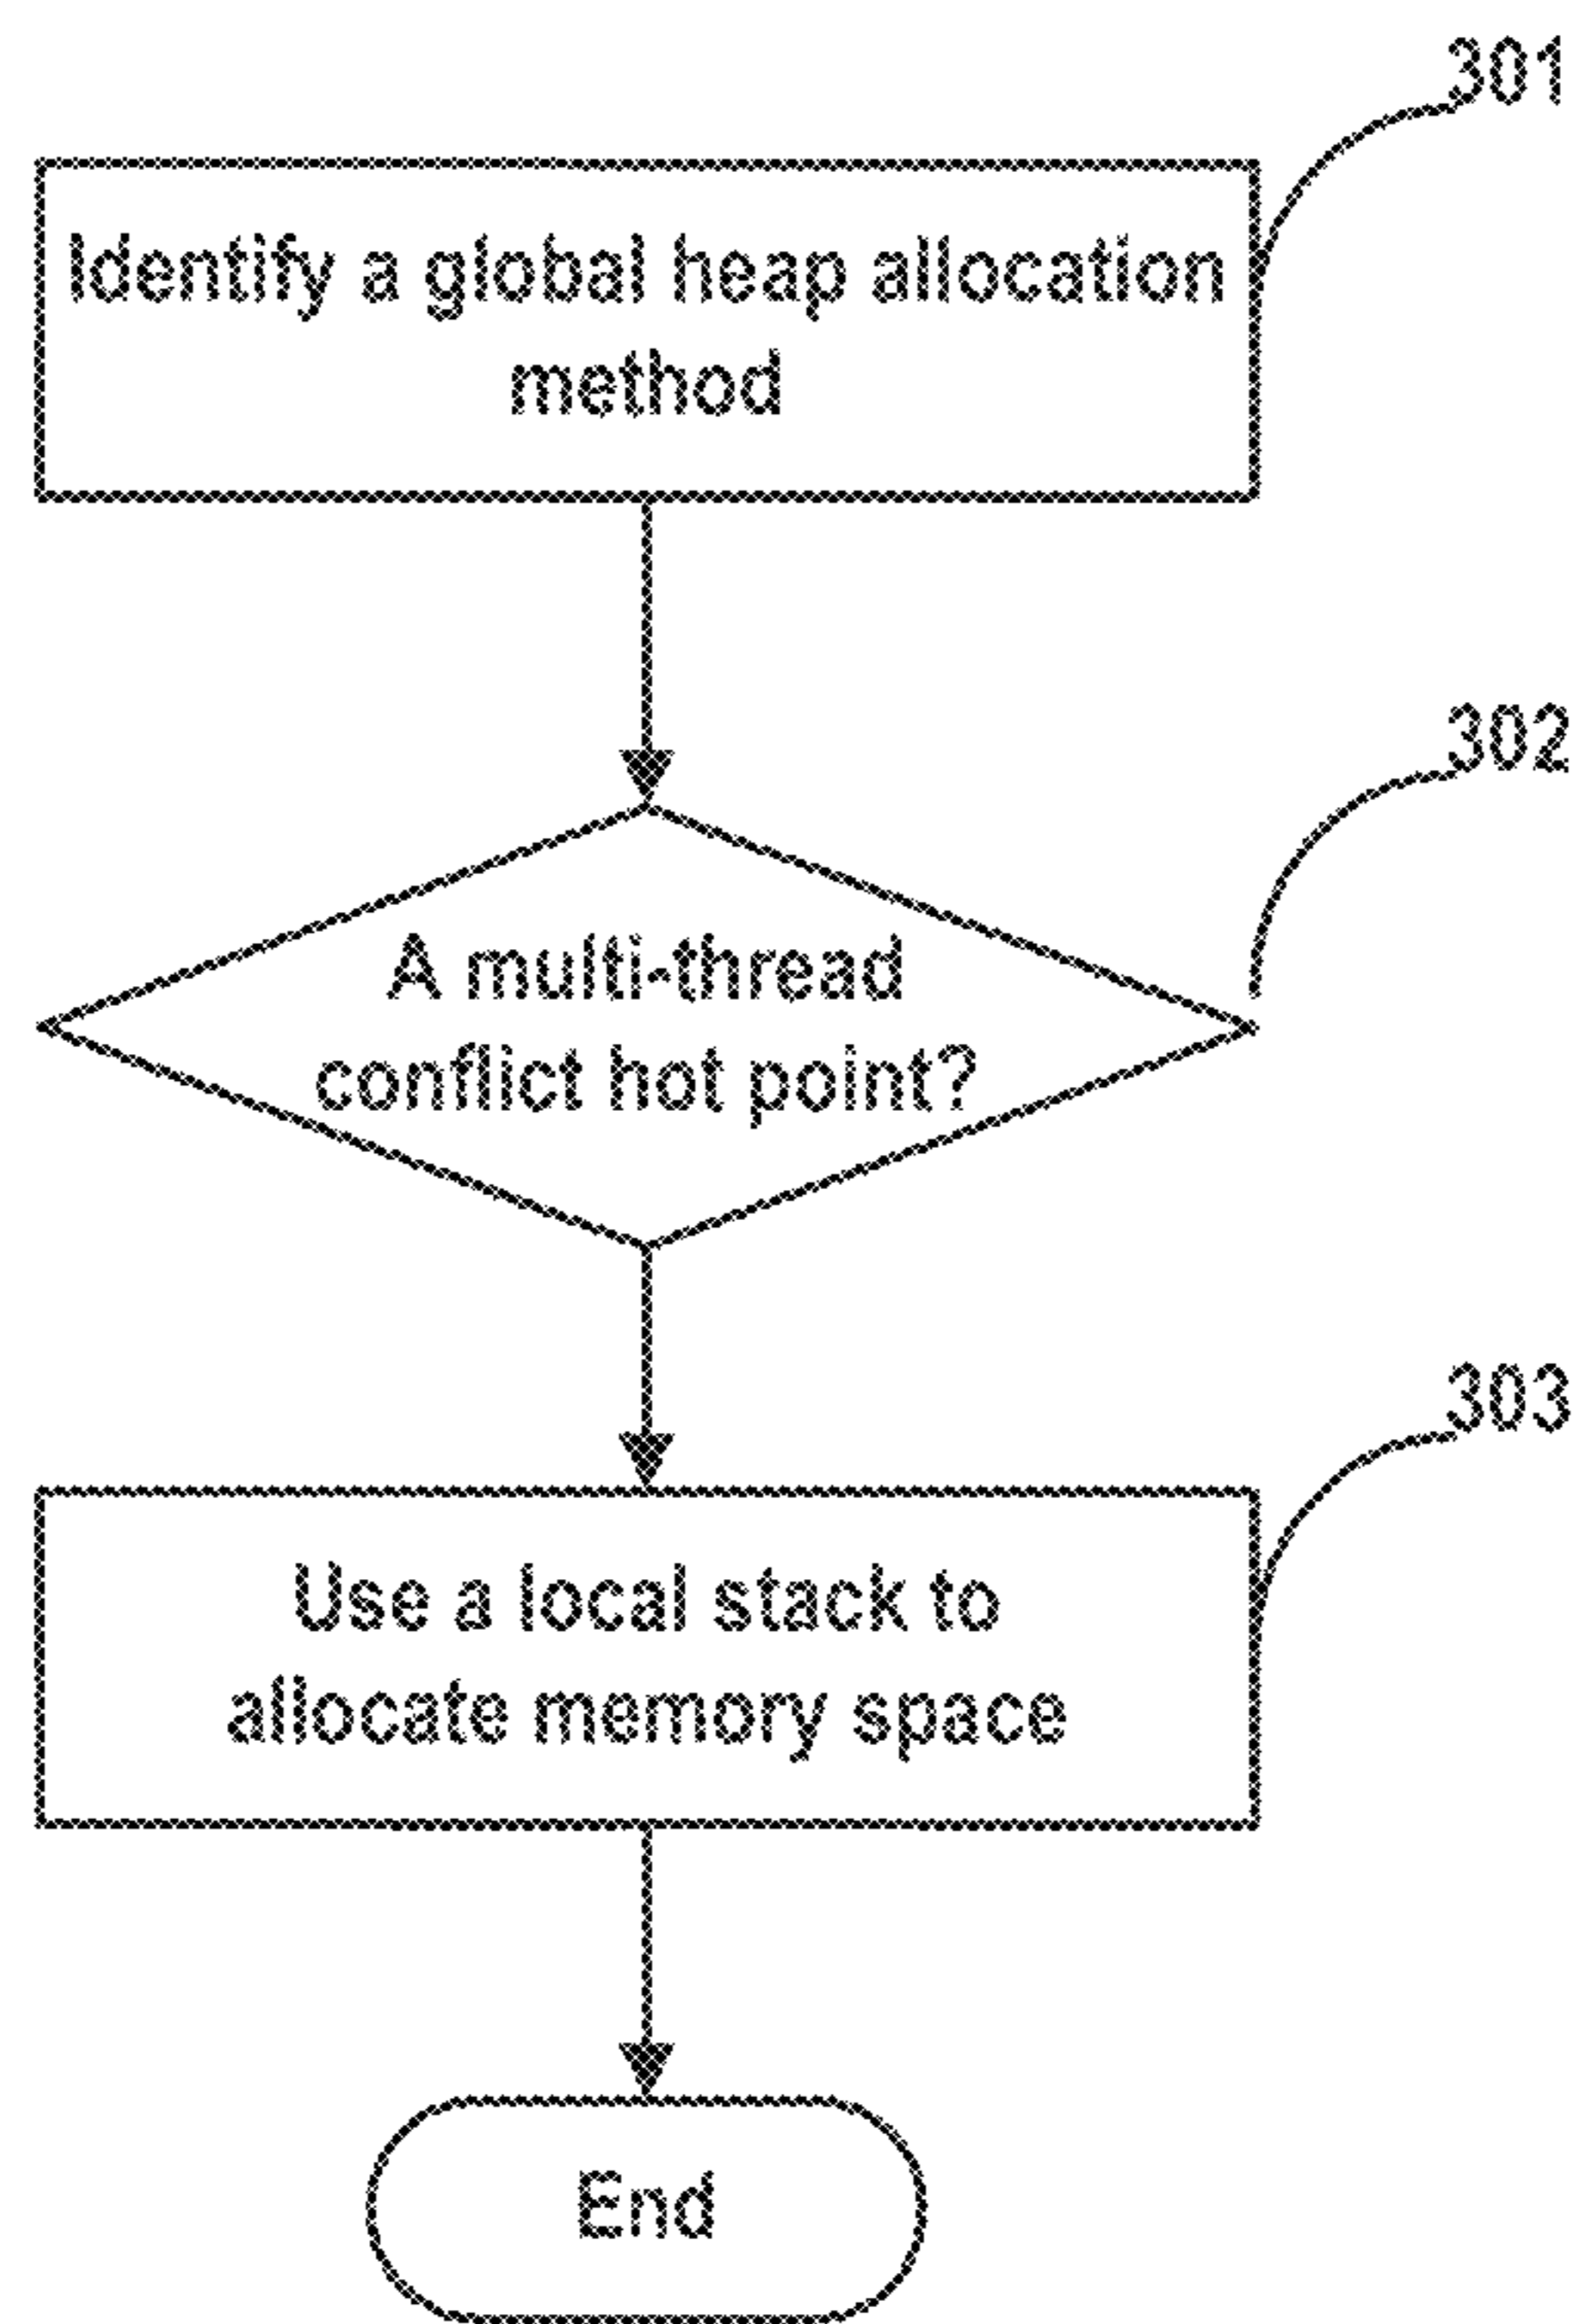 301
Identify a global heap allocation
method
302
A multi-thread
conflict hot point?
303
Use a local stack to
allocate memory space
End